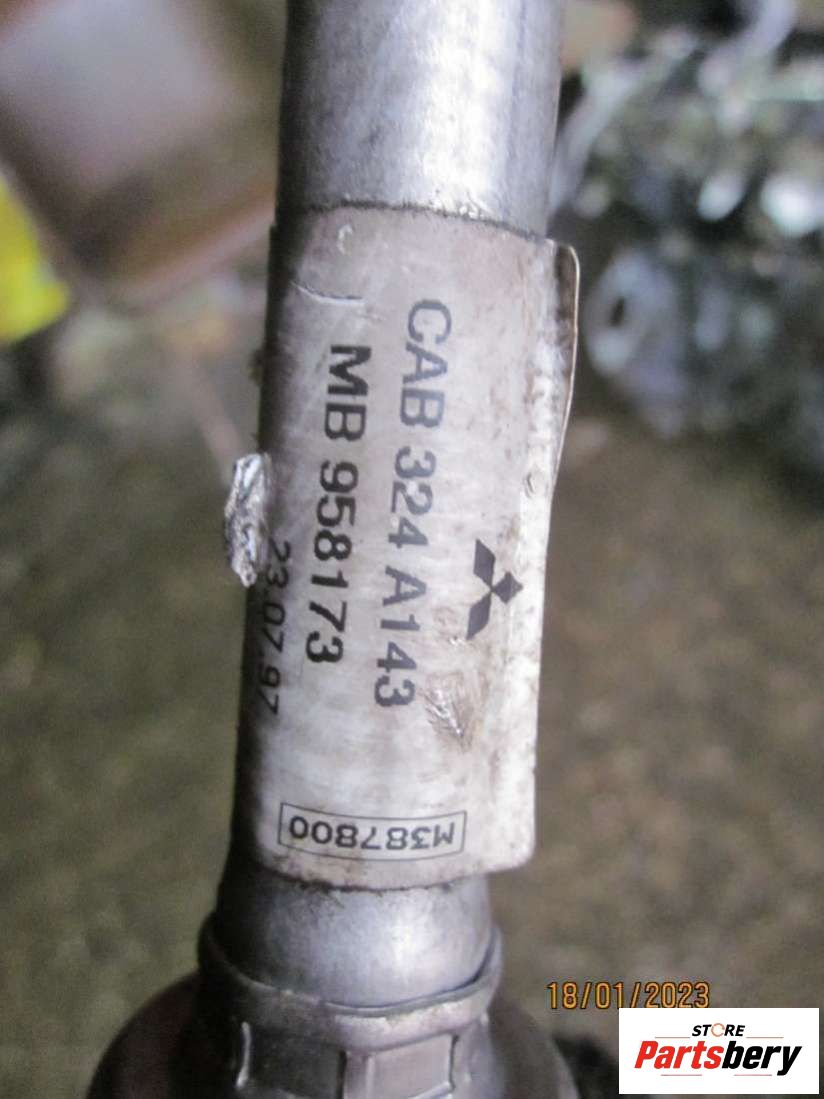 CAB 324 A143
MB 958173
23.07.97
M387800
18/01/2023
STORE
Partsbery